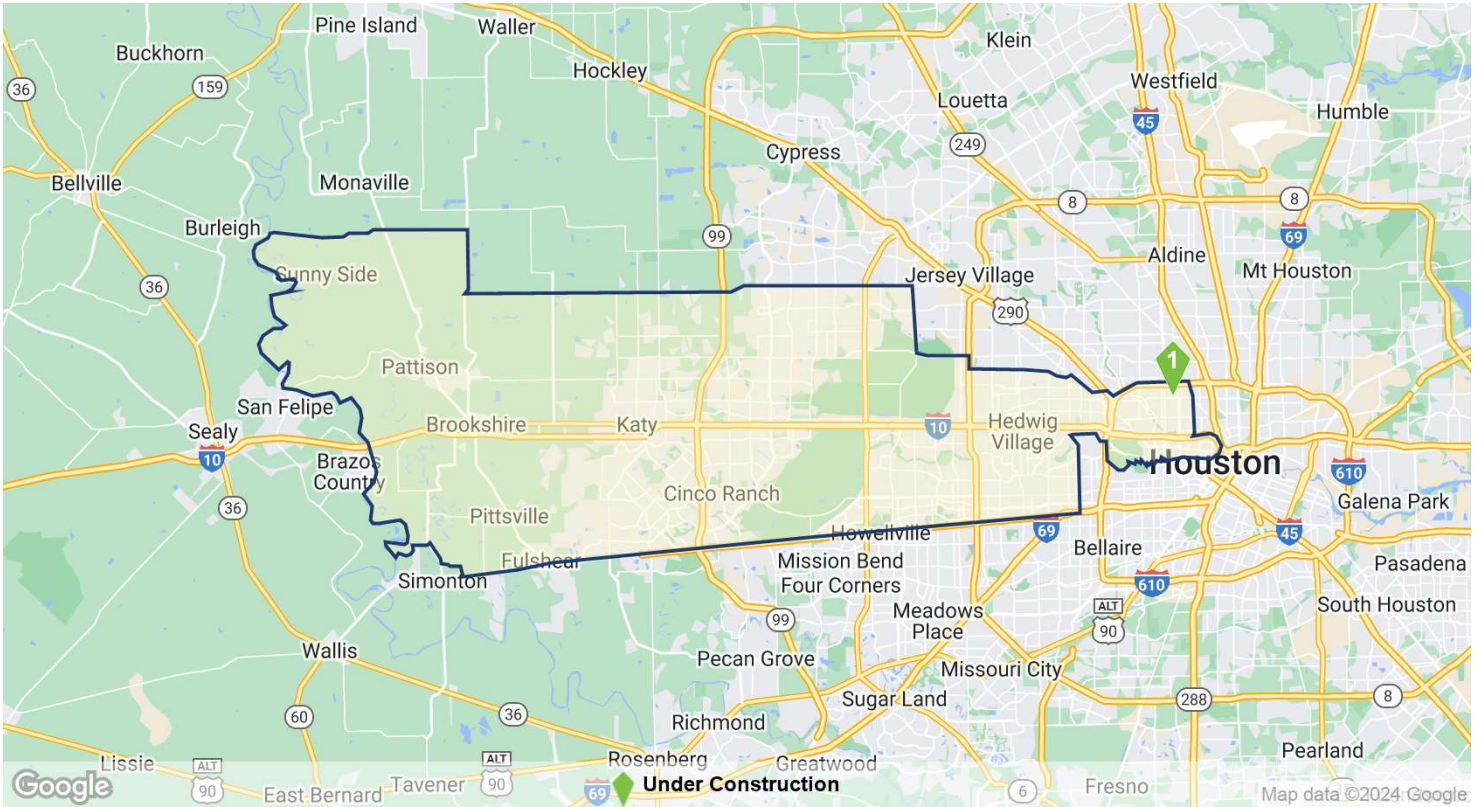 Pine Island
Waller
Klein
Buckhorn
Hockley
Westfield
36
159
Louetta
45
Humble
249
Cypress
Bellville
Monaville
8
8
Burleigh
99
69
Aldine
Sunny Side
Jersey Village
Mt Houston
36
290
Pattison
1
San Felipe
Brookshire
Katy
10
Hedwig
Village
Sealy
10
Brazos
Country
Houston
610
Cinco Ranch
Galena Park
36
Pittsville
Howellville
69
45
Fulshear
Mission Bend
Bellaire
Pasadena
Simonton
Four Corners
610
South Houston
99
Meadows
Place
ALT
90
Wallis
Pecan Grove
Missouri City
60
36
Sugar Land
288
8
Richmond
Pearland
Lissie
ALT
90
Tavener
ALT
90
Rosenberg
Greatwood
East Bernard
69
Under Construction
6
Fresno
Google
Map data ©2024 Google